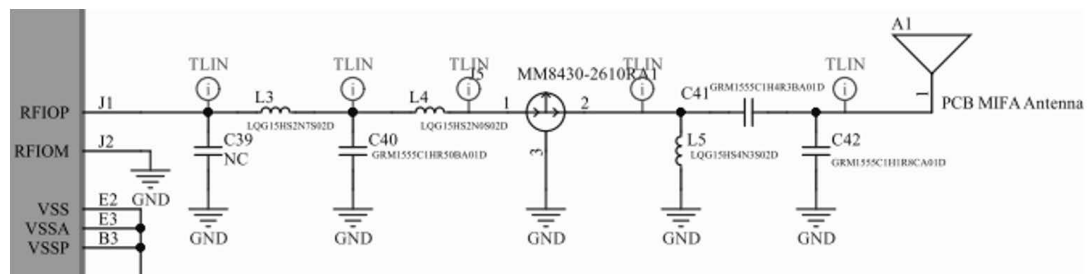 A1
TLIN
TLIN
TLIN
J5
MM8430-2610RA1
TLIN
TLIN
RFIOP
J1
L3
LQG15HS2N7S02D
L4
LQG15HS2N0S02D
1
2
C41
GRM1555C1H4R3BA01D
1
PCB MIFA Antenna
RFIOM
J2
C39
NC
C40
GRM1555C1HR50BA01D
3
L5
LQG15HS4N3S02D
C42
GRM1555C1H1R8CA01D
GND
VSS
E2
VSSA
E3
VSSP
B3
GND
GND
GND
GND
GND